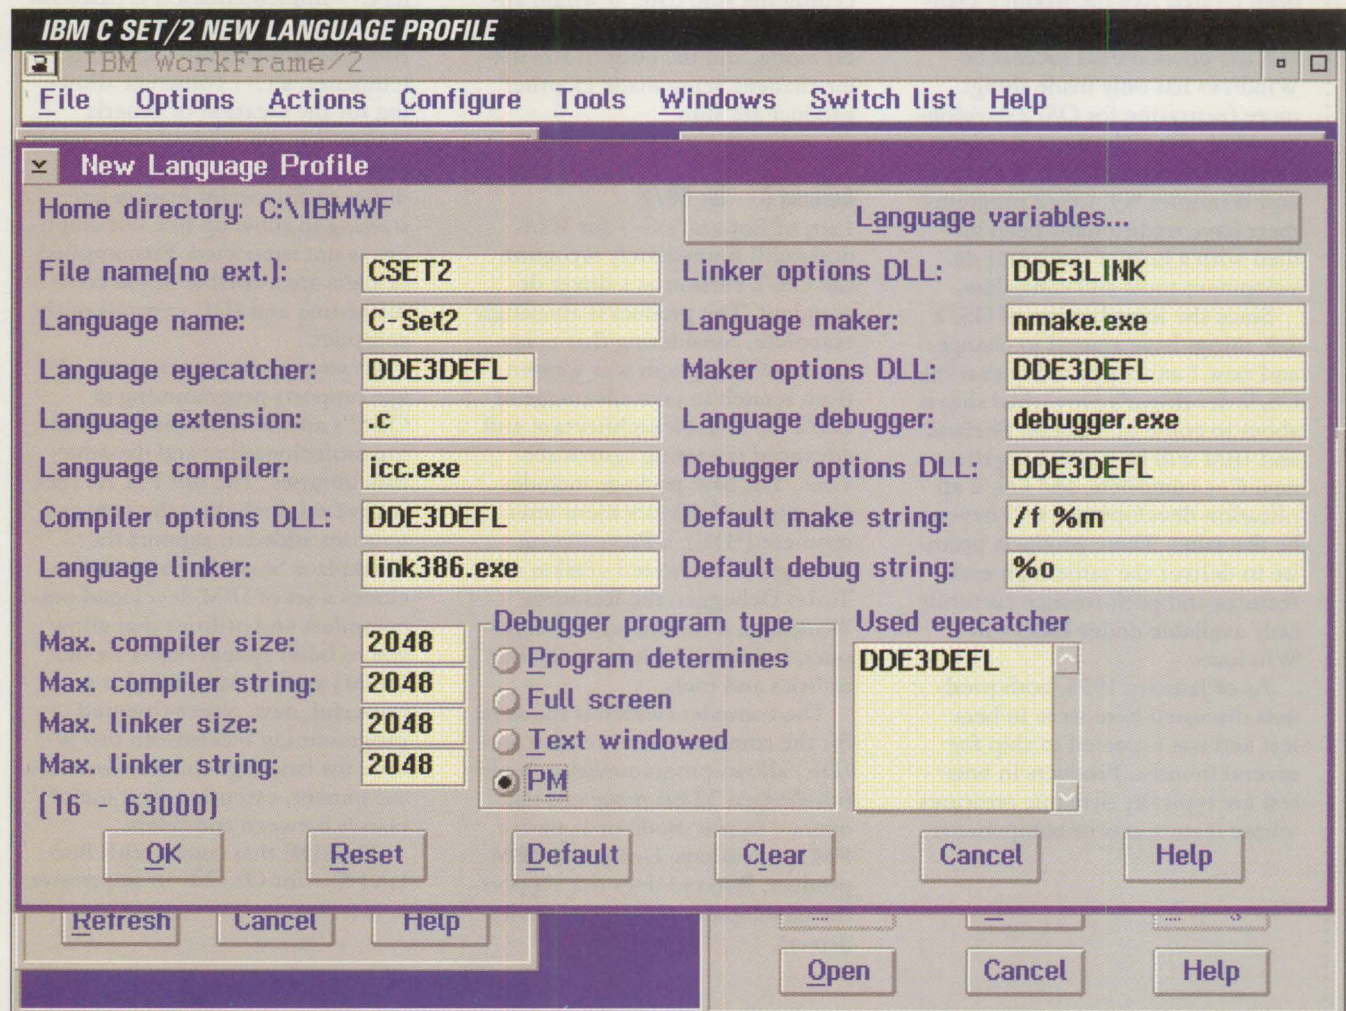 IBM C SET/2 NEW LANGUAGE PROFILE
IBM WorkFrame/2
File Options Actions Configure Tools Windows Switch list Help
New Language Profile
Home directory: C:\IBMWF
Language variables...
File name(no ext.): CSET2
Linker options DLL: DDE3LINK
Language name: C-Set2
Language maker: nmake.exe
Language eyecatcher: DDE3DEFL
Maker options DLL: DDE3DEFL
Language extension: .c
Language debugger: debugger.exe
Language compiler: icc.exe
Debugger options DLL: DDE3DEFL
Compiler options DLL: DDE3DEFL
Default make string: /f %m
Language linker: link386.exe
Default debug string: %o
Max. compiler size: 2048
Max. compiler string: 2048
Max. linker size: 2048
Max. linker string: 2048
(16 - 63000)
Debugger program type
Program determines
Full screen
Text windowed
PM
Used eyecatcher
DDE3DEFL
OK Reset Default Clear Cancel Help
Refresh Cancel Help
Open Cancel Help